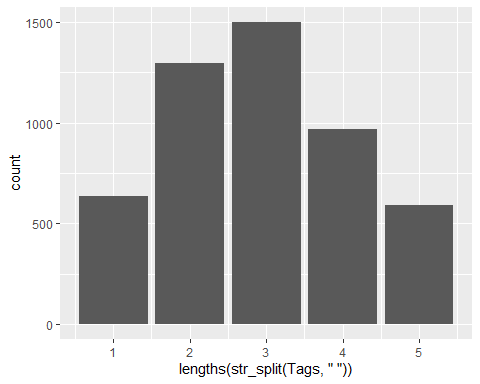 1500
1000
500
0
count
1 2 3 4 5
lengths(str_split(Tags, " "))